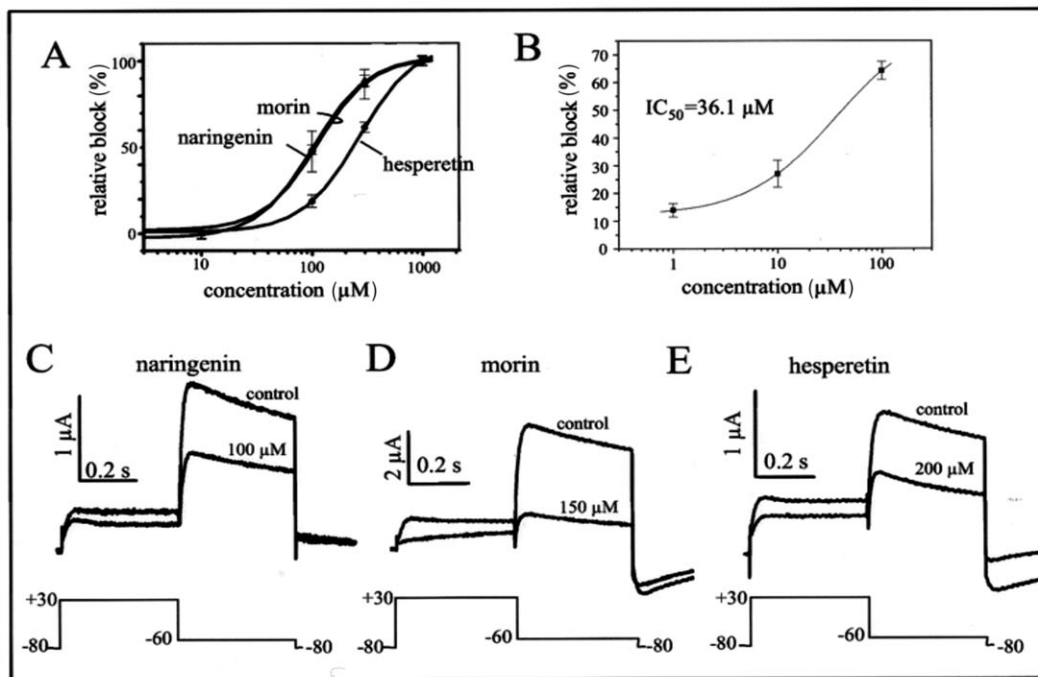 A
relative block (%)
100
50
0
morin
naringenin
hesperetin
10
100
1000
concentration (µM)
B
relative block (%)
70
60
50
40
30
20
10
0
IC50=36.1 µM
1
10
100
concentration (µM)
C
naringenin
control
1 µA
100 µM
0.2 s
+30
-80
-60
-80
D
morin
control
2 µA
0.2 s
150 µM
+30
-80
-60
-80
E
hesperetin
control
1 µA
0.2 s
200 µM
+30
-80
-60
-80